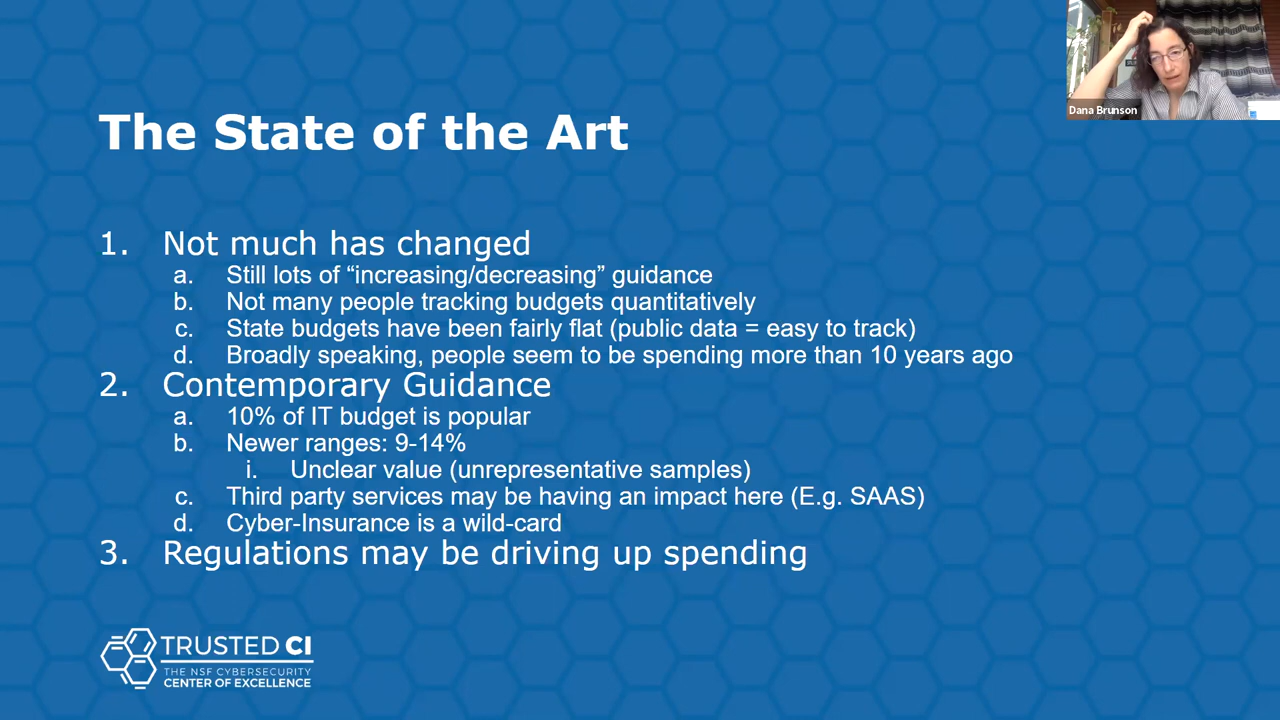 Dana Brunson
The State of the Art
1. Not much has changed
a. Still lots of “increasing/decreasing” guidance
b. Not many people tracking budgets quantitatively
c. State budgets have been fairly flat (public data = easy to track)
d. Broadly speaking, people seem to be spending more than 10 years ago
2. Contemporary Guidance
a. 10% of IT budget is popular
b. Newer ranges: 9-14%
i. Unclear value (unrepresentative samples)
c. Third party services may be having an impact here (E.g. SAAS)
d. Cyber-Insurance is a wild-card
3. Regulations may be driving up spending
TRUSTED CI
THE NSF CYBERSECURITY
CENTER OF EXCELLENCE